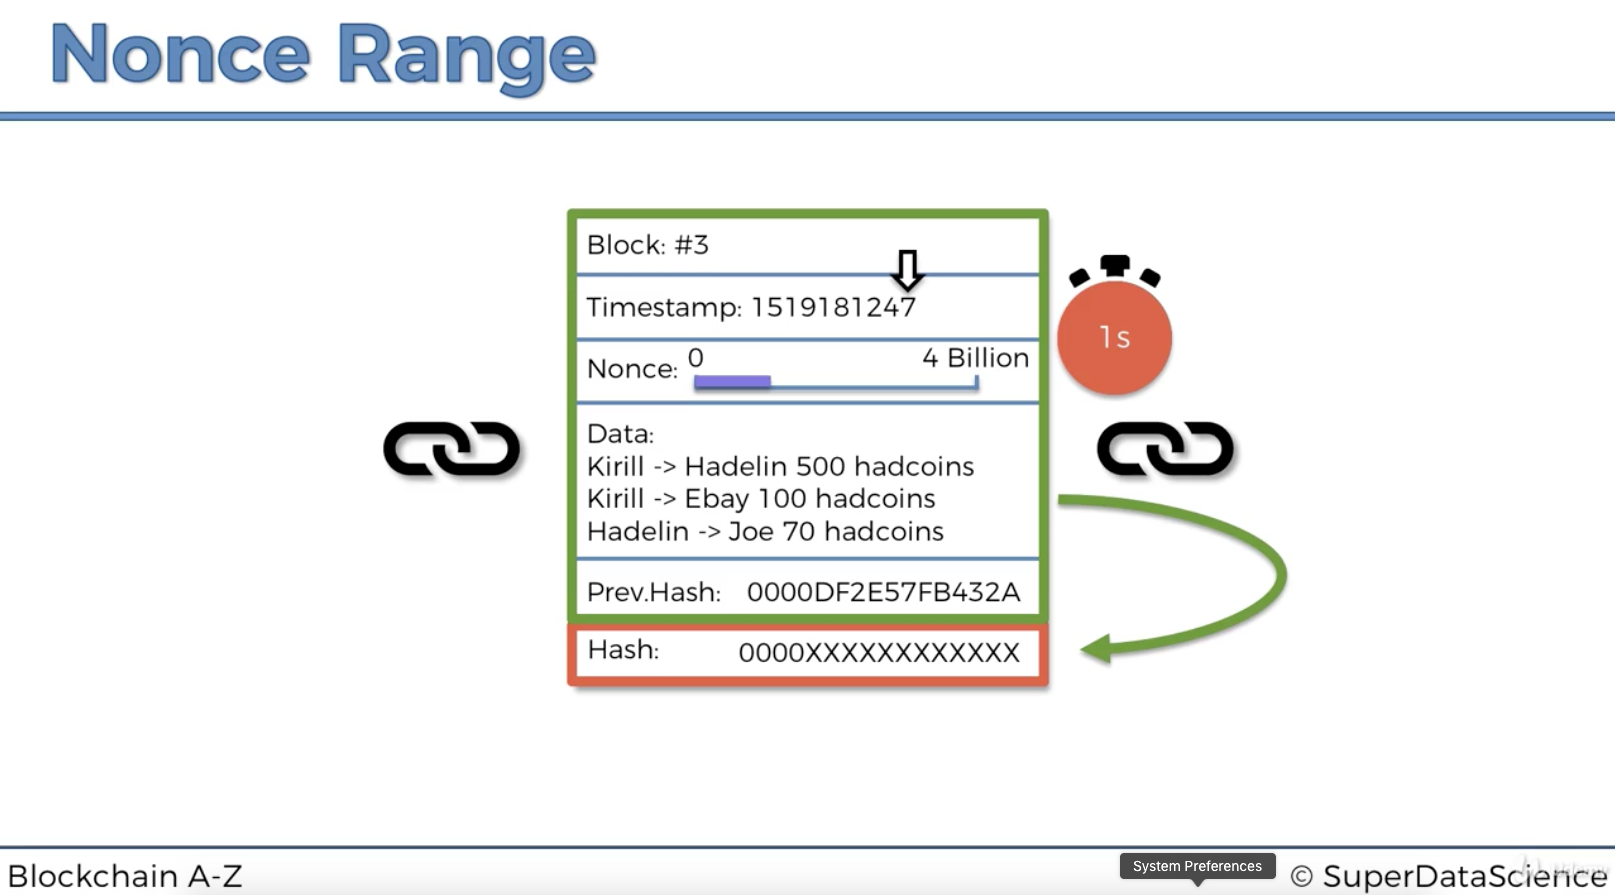 Nonce Range
Block: #3
Timestamp: 1519181247
1s
0 4 Billion
Nonce:
Data:
Kirill -> Hadelin 500 hadcoins
Kirill -> Ebay 100 hadcoins
Hadelin -> Joe 70 hadcoins
Prev.Hash: 0000DF2E57FB432A
Hash: 0000XXXXXXXXXXXX
System Preferences
Blockchain A-Z
© SuperDataScience